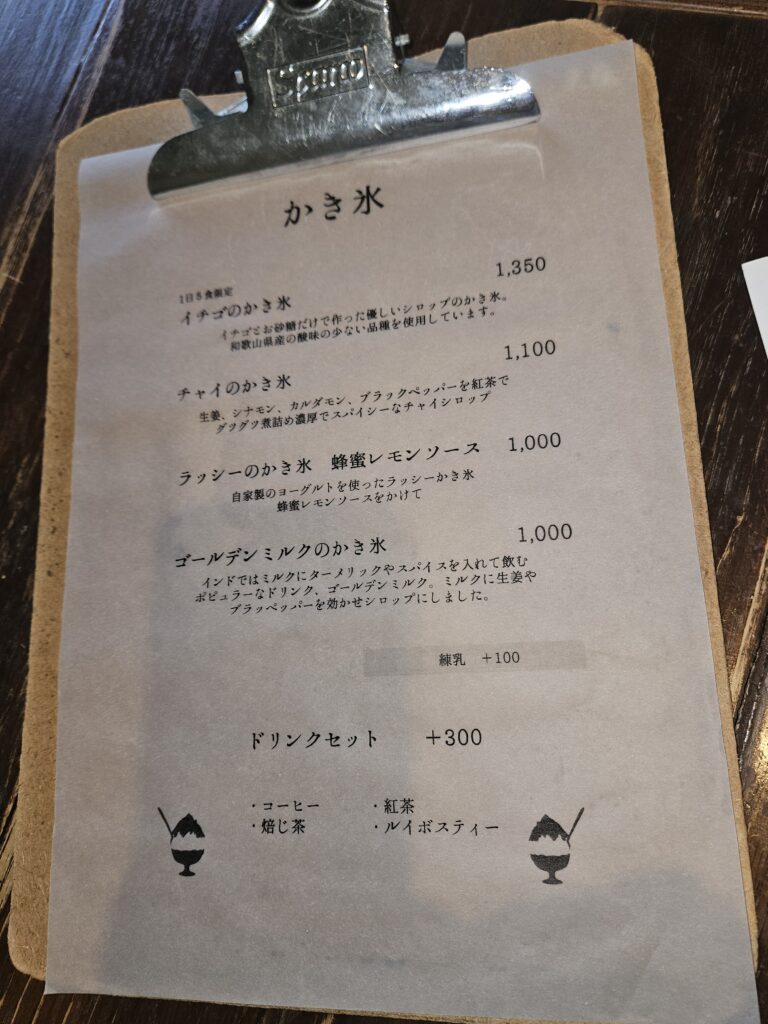 かき氷
1日5食限定
イチゴのかき氷 1,350
イチゴとお砂糖だけで作った優しいシロップのかき氷。
和歌山県産の酸味の少ない品種を使用しています。
チャイのかき氷 1,100
生姜、シナモン、カルダモン、ブラックペッパーを紅茶で
グツグツ煮詰め濃厚でスパイシーなチャイシロップ
ラッシーのかき氷 蜂蜜レモンソース 1,000
自家製のヨーグルトを使ったラッシーかき氷
蜂蜜レモンソースをかけて
ゴールデンミルクのかき氷 1,000
インドではミルクにターメリックやスパイスを入れて飲む
ポピュラーなドリンク、ゴールデンミルク。ミルクに生姜や
ブラッペッパーを効かせシロップにしました。
練乳 +100
ドリンクセット +300
・コーヒー ・紅茶
・焙じ茶 ・ルイボスティー